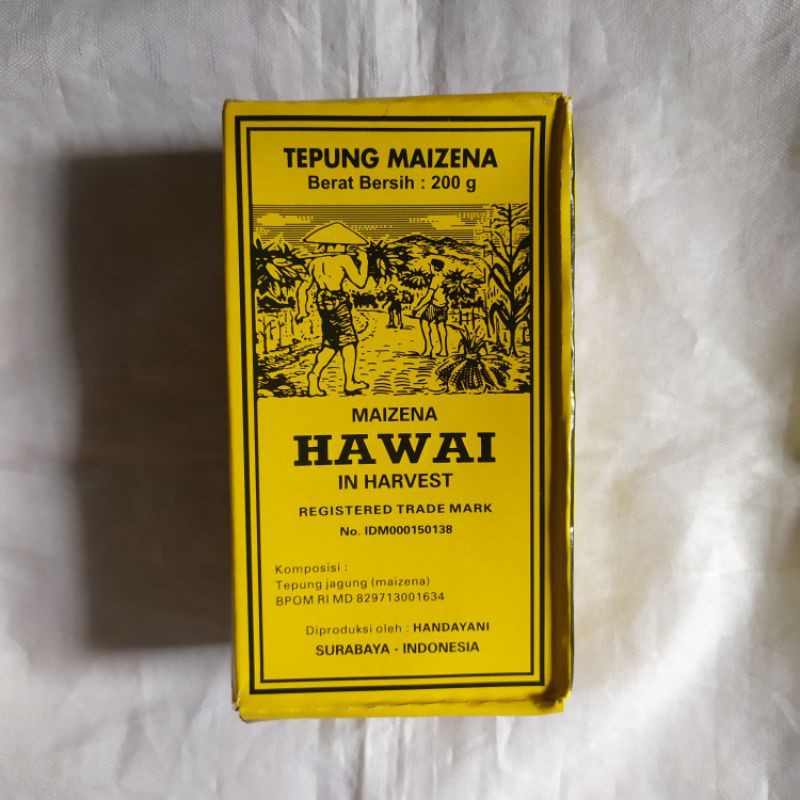 TEPUNG MAIZENA
Berat Bersih : 200 g
MAIZENA
HAWAI
IN HARVEST
REGISTERED TRADE MARK
No. IDM000150138
Komposisi :
Tepung jagung (maizena)
BPOM RI MD 829713001634
Diproduksi oleh : HANDAYANI
SURABAYA - INDONESIA